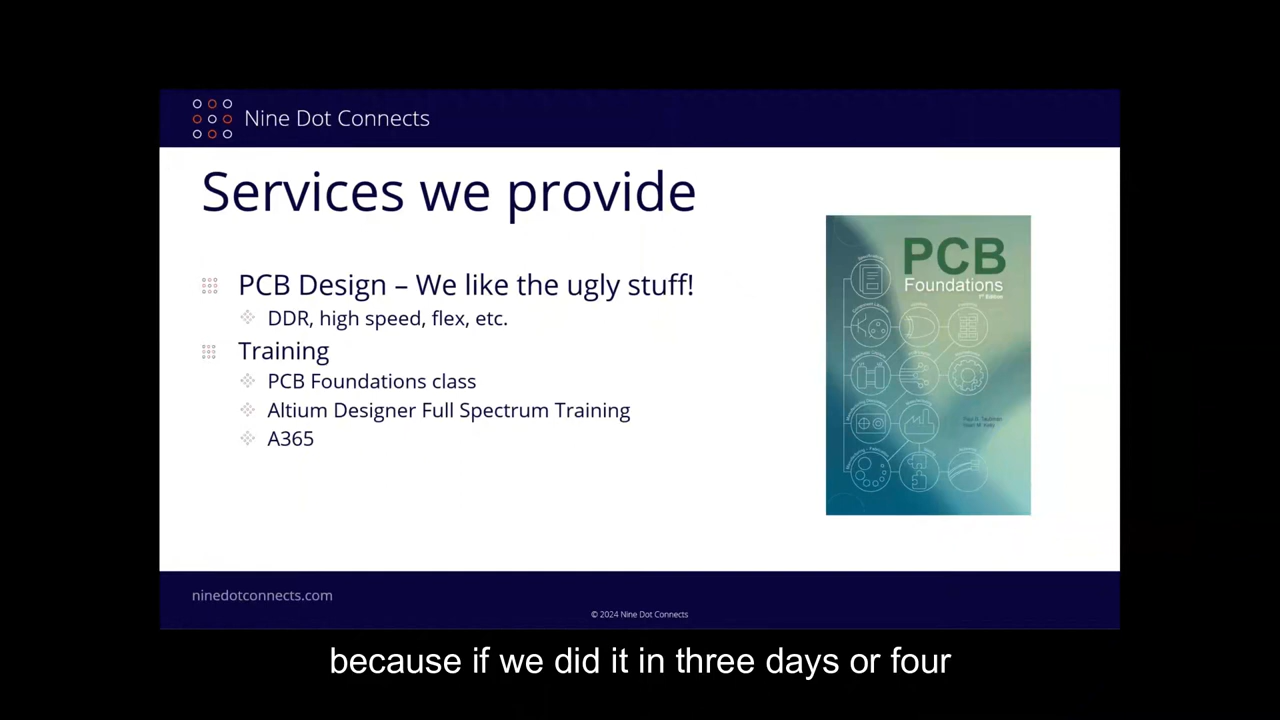 Nine Dot Connects
Services we provide
PCB Design – We like the ugly stuff!
DDR, high speed, flex, etc.
Training
PCB Foundations class
Altium Designer Full Spectrum Training
A365
PCB
Foundations
1st Edition
ninedotconnects.com
© 2024 Nine Dot Connects
because if we did it in three days or four